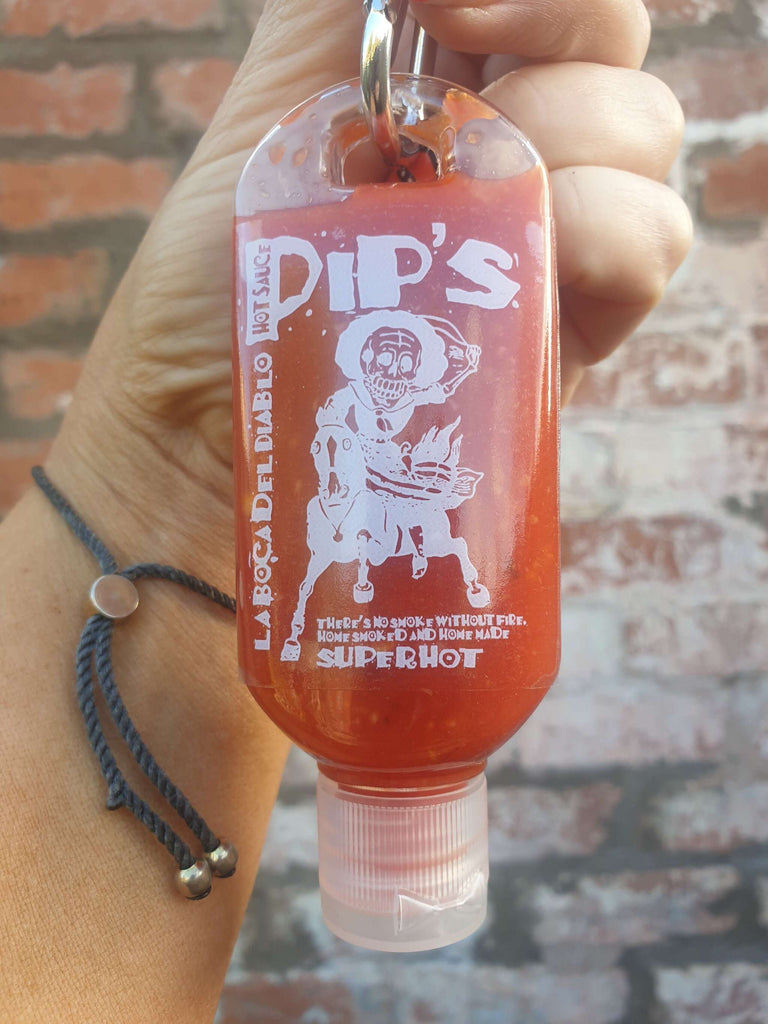 PIP'S
HOT SAUCE
LA BOCA DEL DIABLO
THERE'S NO SMOKE WITHOUT FIRE.
HOME SMOKED AND HOME MADE
SUPERHOT